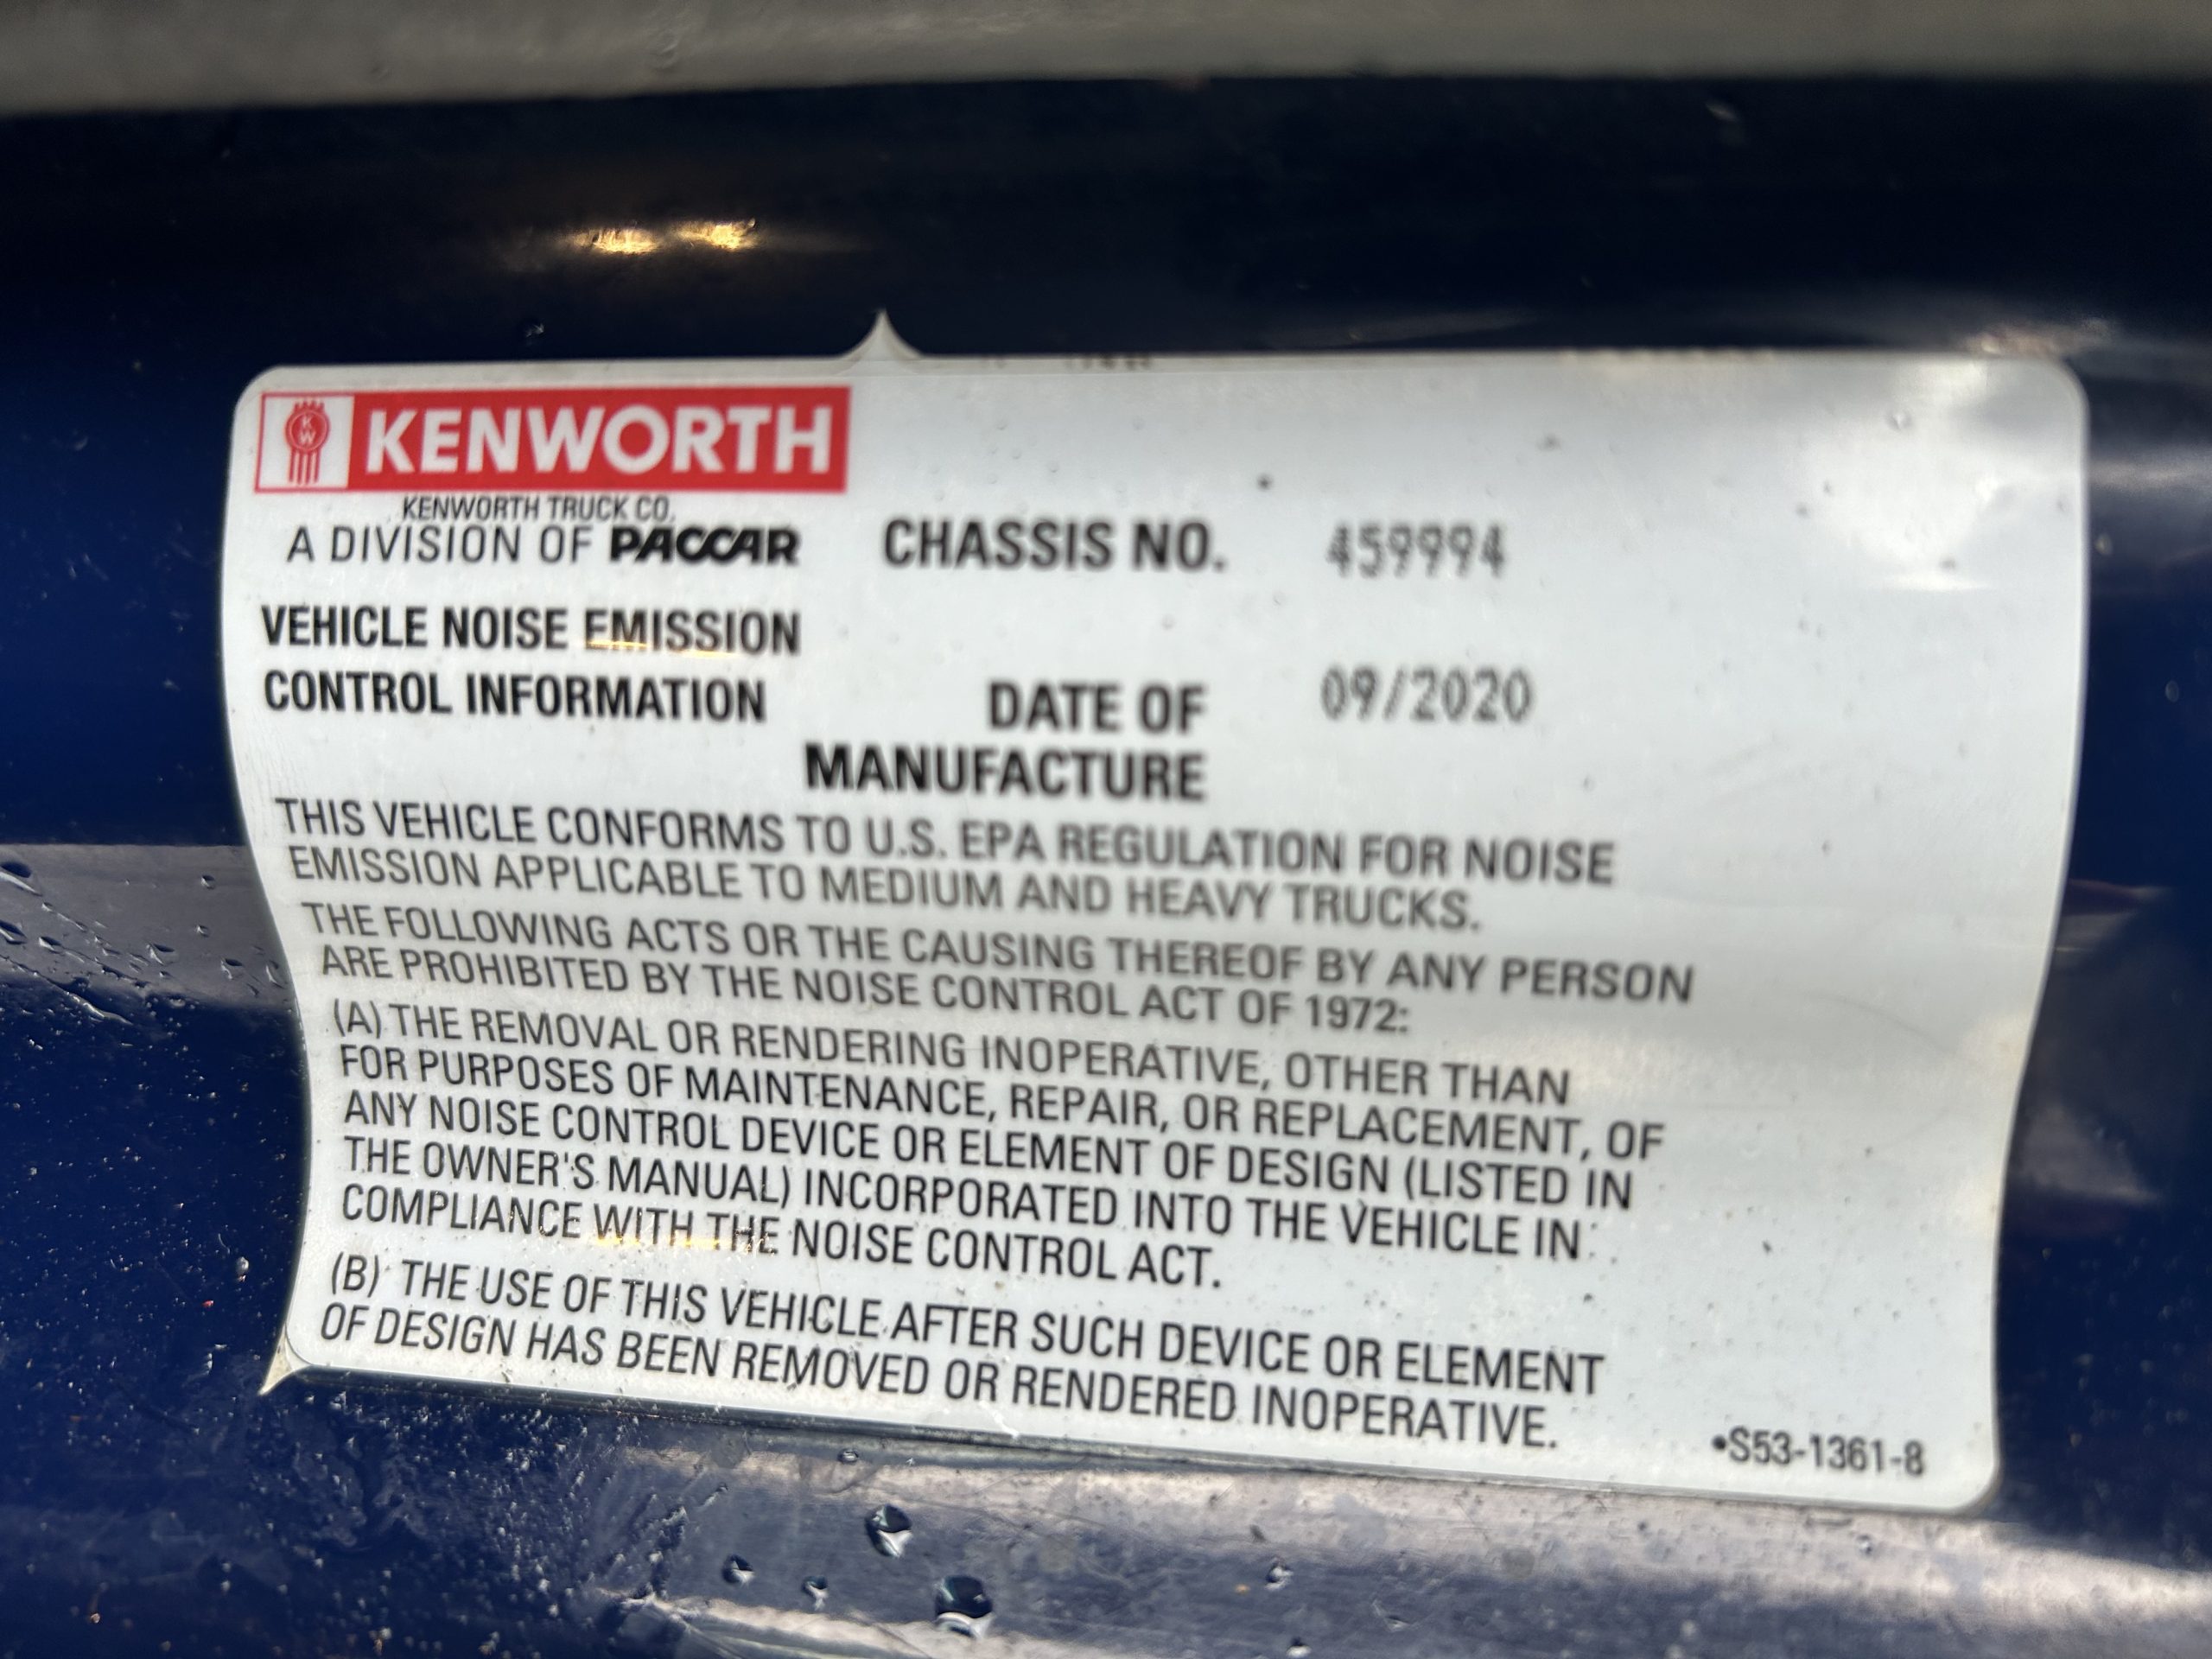 KW KENWORTH
KENWORTH TRUCK CO.
A DIVISION OF PACCAR
CHASSIS NO. 459994
VEHICLE NOISE EMISSION
CONTROL INFORMATION
DATE OF 09/2020
MANUFACTURE
THIS VEHICLE CONFORMS TO U.S. EPA REGULATION FOR NOISE
EMISSION APPLICABLE TO MEDIUM AND HEAVY TRUCKS.
THE FOLLOWING ACTS OR THE CAUSING THEREOF BY ANY PERSON
ARE PROHIBITED BY THE NOISE CONTROL ACT OF 1972:
(A) THE REMOVAL OR RENDERING INOPERATIVE, OTHER THAN
FOR PURPOSES OF MAINTENANCE, REPAIR, OR REPLACEMENT, OF
ANY NOISE CONTROL DEVICE OR ELEMENT OF DESIGN (LISTED IN
THE OWNER'S MANUAL) INCORPORATED INTO THE VEHICLE IN
COMPLIANCE WITH THE NOISE CONTROL ACT.
(B) THE USE OF THIS VEHICLE AFTER SUCH DEVICE OR ELEMENT
OF DESIGN HAS BEEN REMOVED OR RENDERED INOPERATIVE.
•S53-1361-8